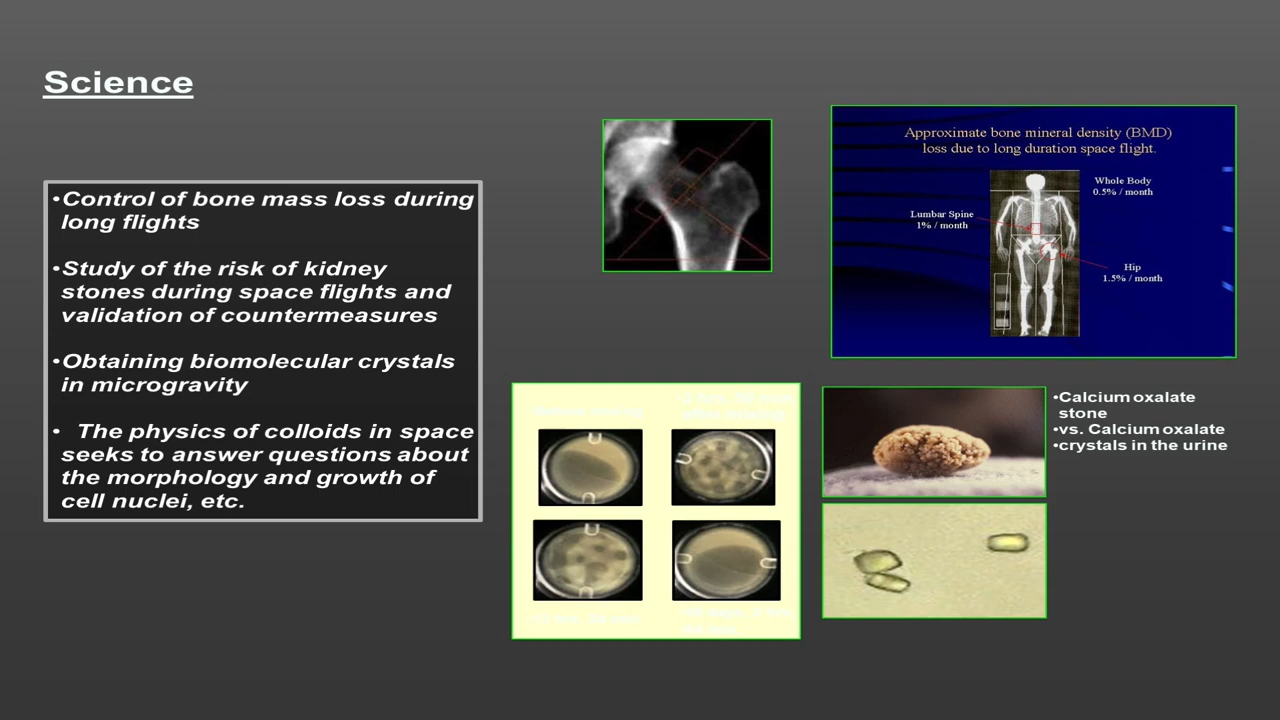 Science
•Control of bone mass loss during
long flights
•Study of the risk of kidney
stones during space flights and
validation of countermeasures
•Obtaining biomolecular crystals
in microgravity
• The physics of colloids in space
seeks to answer questions about
the morphology and growth of
cell nuclei, etc.
Approximate bone mineral density (BMD)
loss due to long duration space flight.
Whole Body
0.5% / month
Lumbar Spine
1% / month
Hip
1.5% / month
•Calcium oxalate
stone
•vs. Calcium oxalate
•crystals in the urine